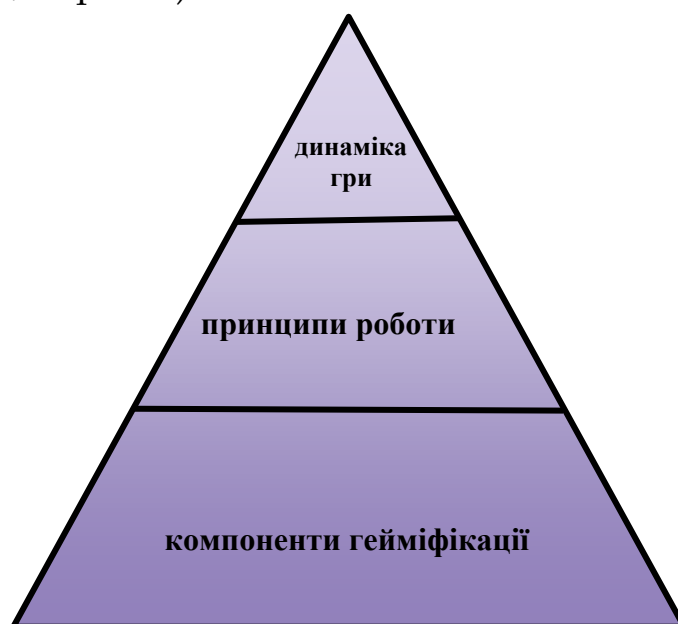 динаміка
гри
принципи роботи
компоненти гейміфікації